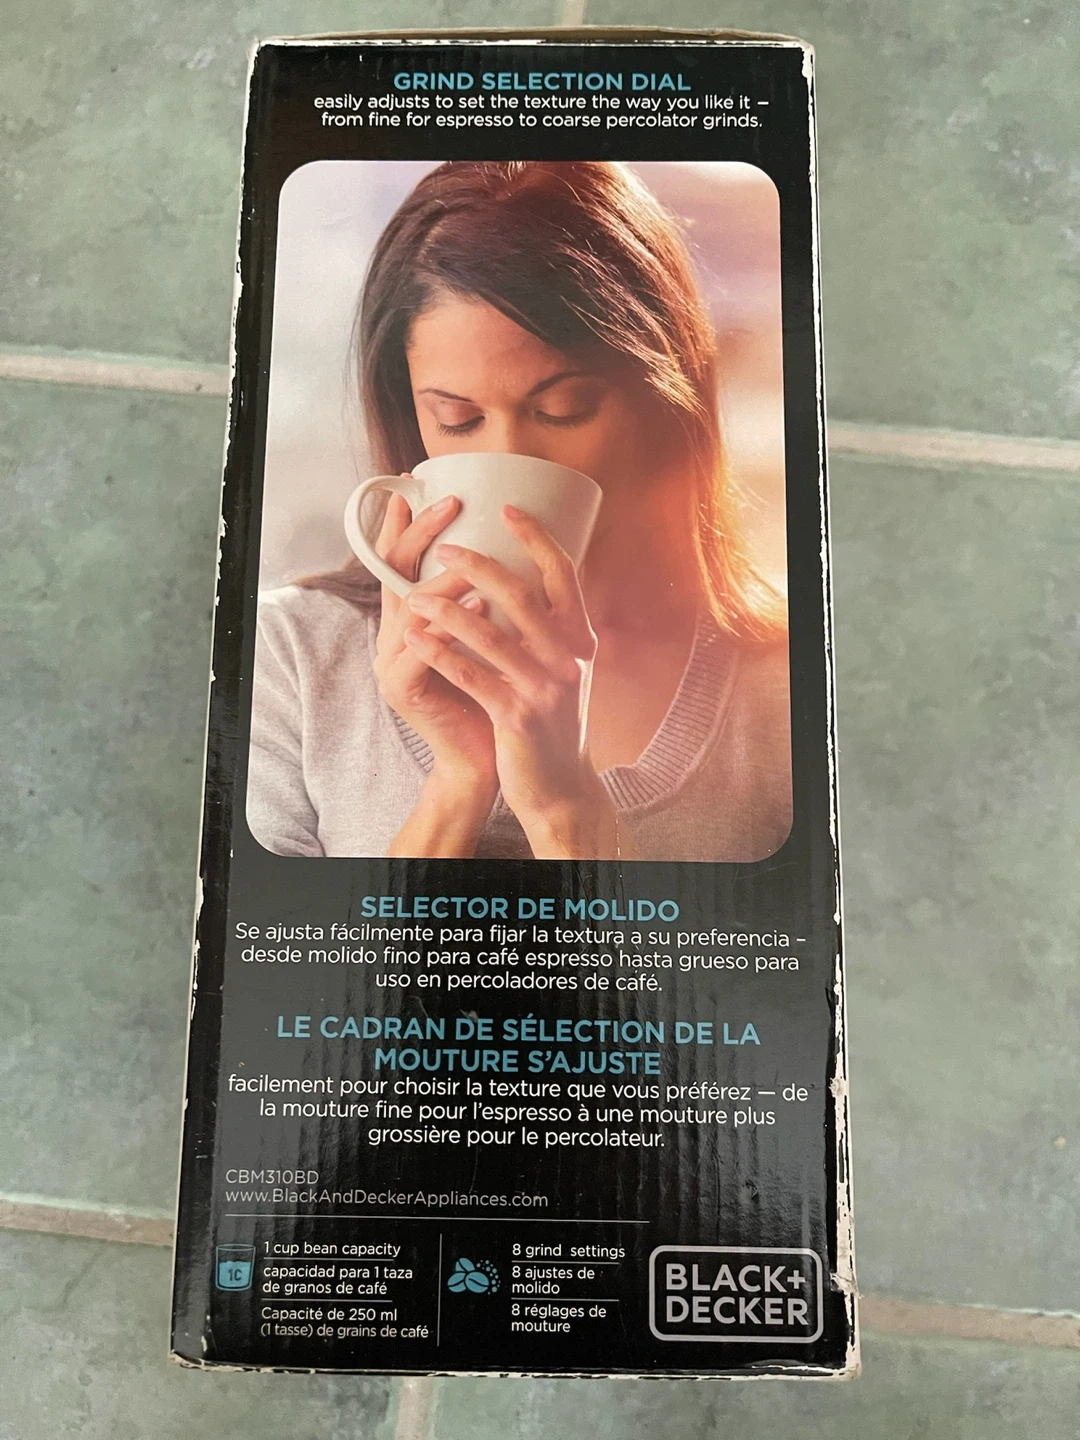 GRIND SELECTION DIAL
easily adjusts to set the texture the way you like it –
from fine for espresso to coarse percolator grinds.
SELECTOR DE MOLIDO
Se ajusta fácilmente para fijar la textura a su preferencia –
desde molido fino para café espresso hasta grueso para
uso en percoladores de café.
LE CADRAN DE SÉLECTION DE LA
MOUTURE S'AJUSTE
facilement pour choisir la texture que vous préférez — de
la mouture fine pour l'espresso à une mouture plus
grossière pour le percolateur.
CBM310BD
www.BlackAndDeckerAppliances.com
1C
1 cup bean capacity
capacidad para 1 taza
de granos de café
Capacité de 250 ml
(1 tasse) de grains de café
8 grind settings
8 ajustes de
molido
8 réglages de
mouture
BLACK+
DECKER